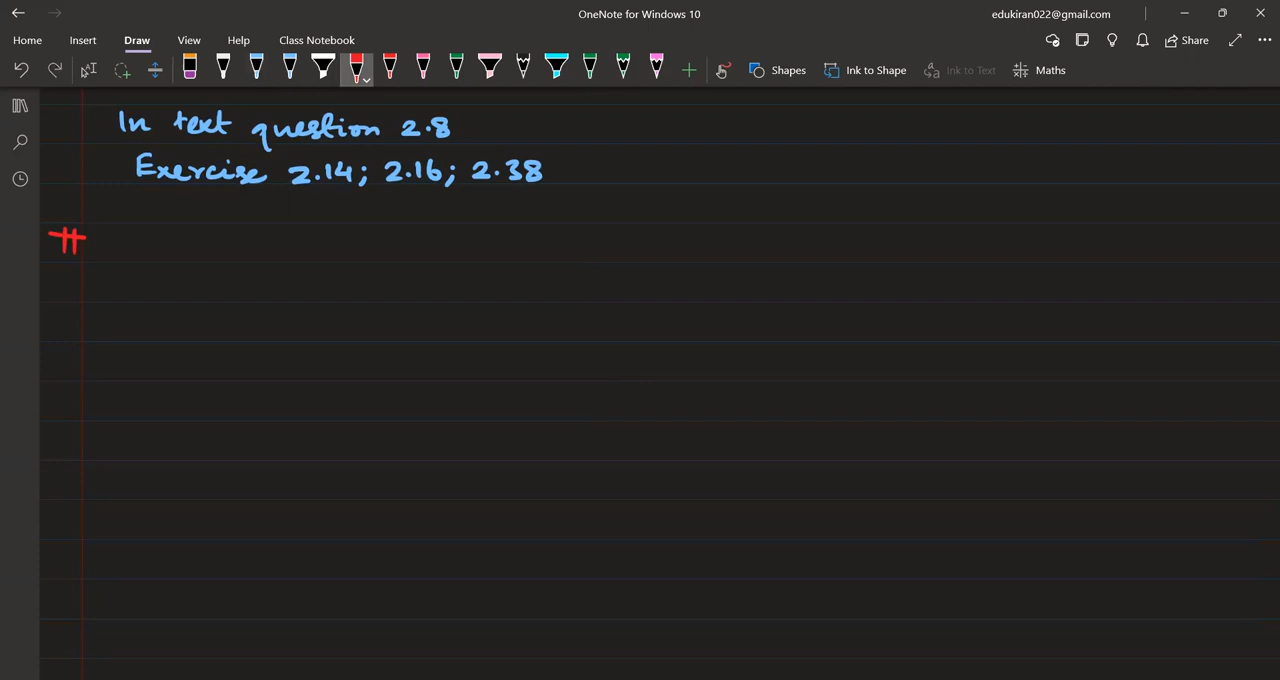 OneNote for Windows 10
edukiran022@gmail.com
Home Insert Draw View Help Class Notebook
Share
Shapes Ink to Shape Ink to Text Maths
In text question 2.8
Exercise 2.14; 2.16; 2.38
#